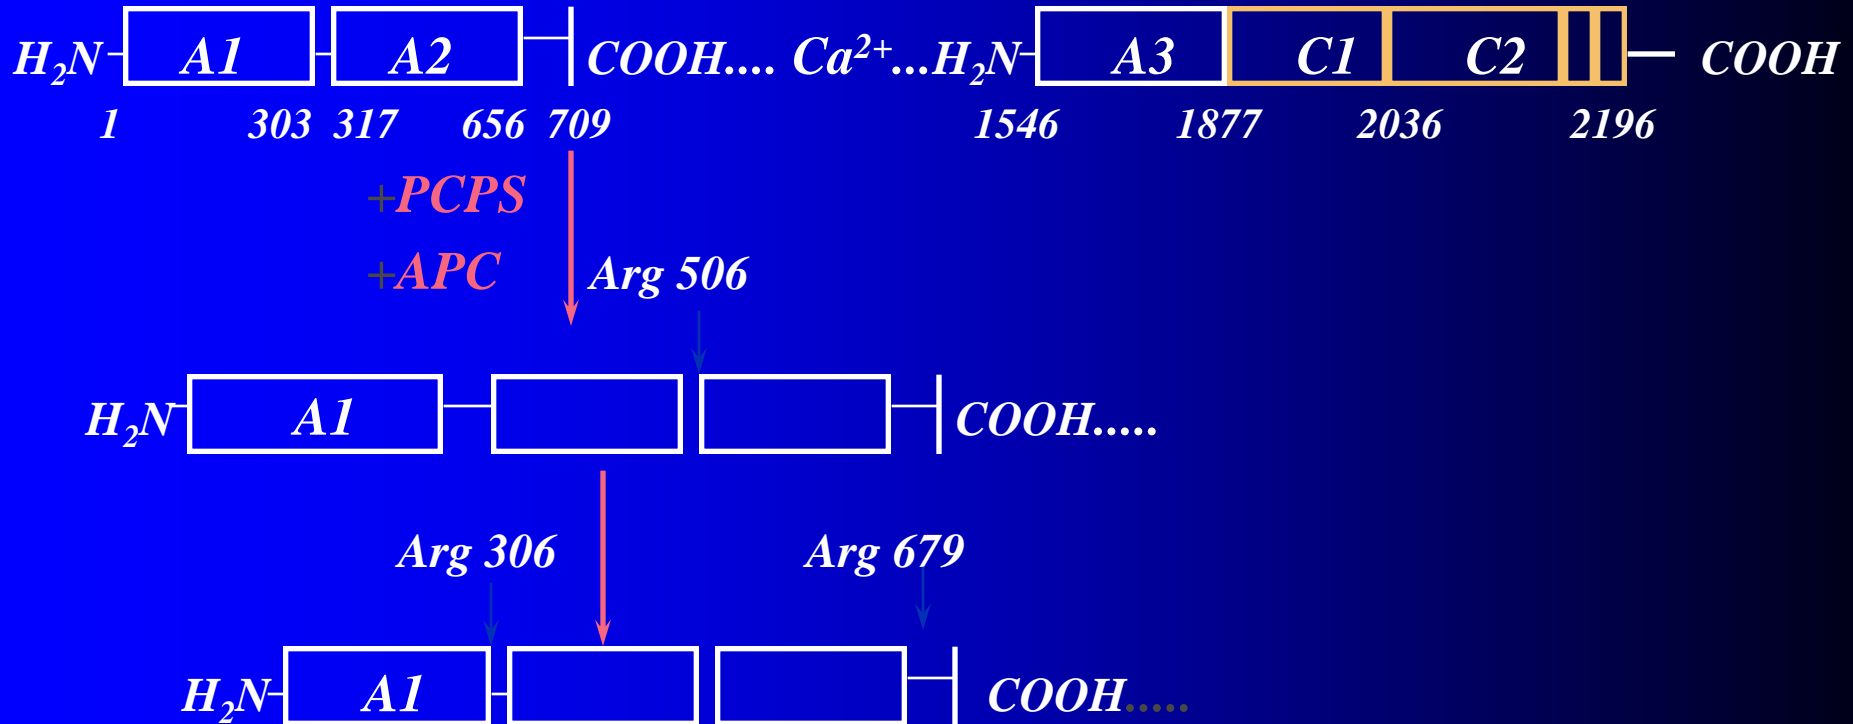 H₂N A1 A2 COOH.... Ca²⁺...H₂N A3 C1 C2 COOH
1 303 317 656 709 1546 1877 2036 2196
+PCPS
+APC Arg 506
H₂N A1 COOH.....
Arg 306 Arg 679
H₂N A1 COOH.....